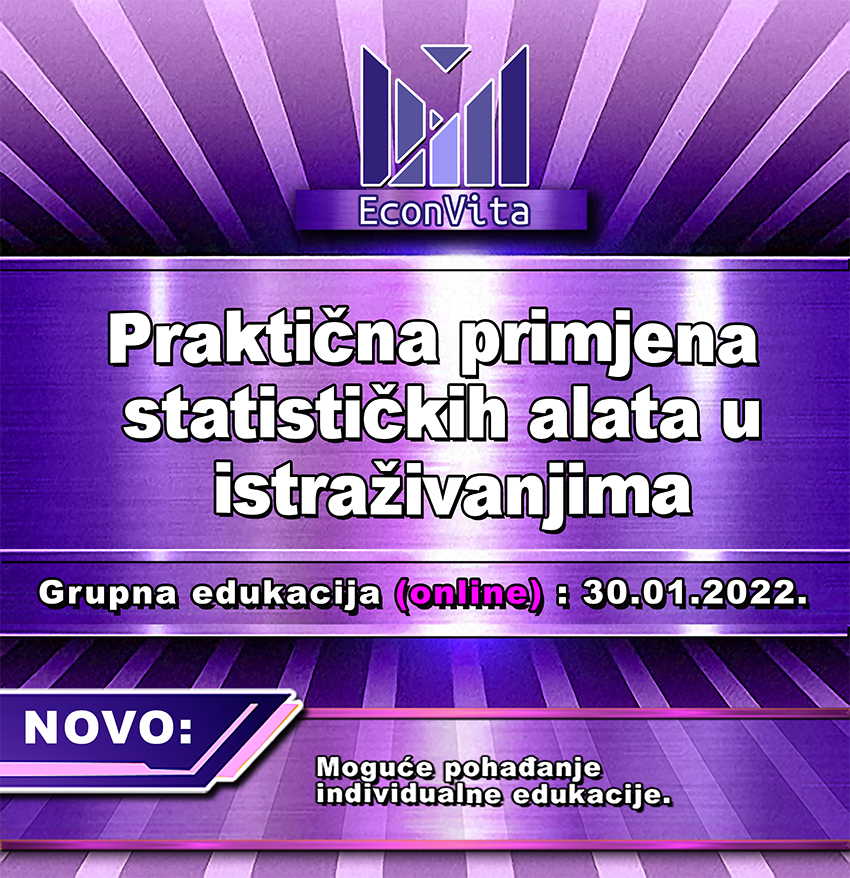 EconVita
Praktična primjena
statističkih alata u
istraživanjima
Grupna edukacija (online) : 30.01.2022.
NOVO:
Moguće pohađanje
individualne edukacije.